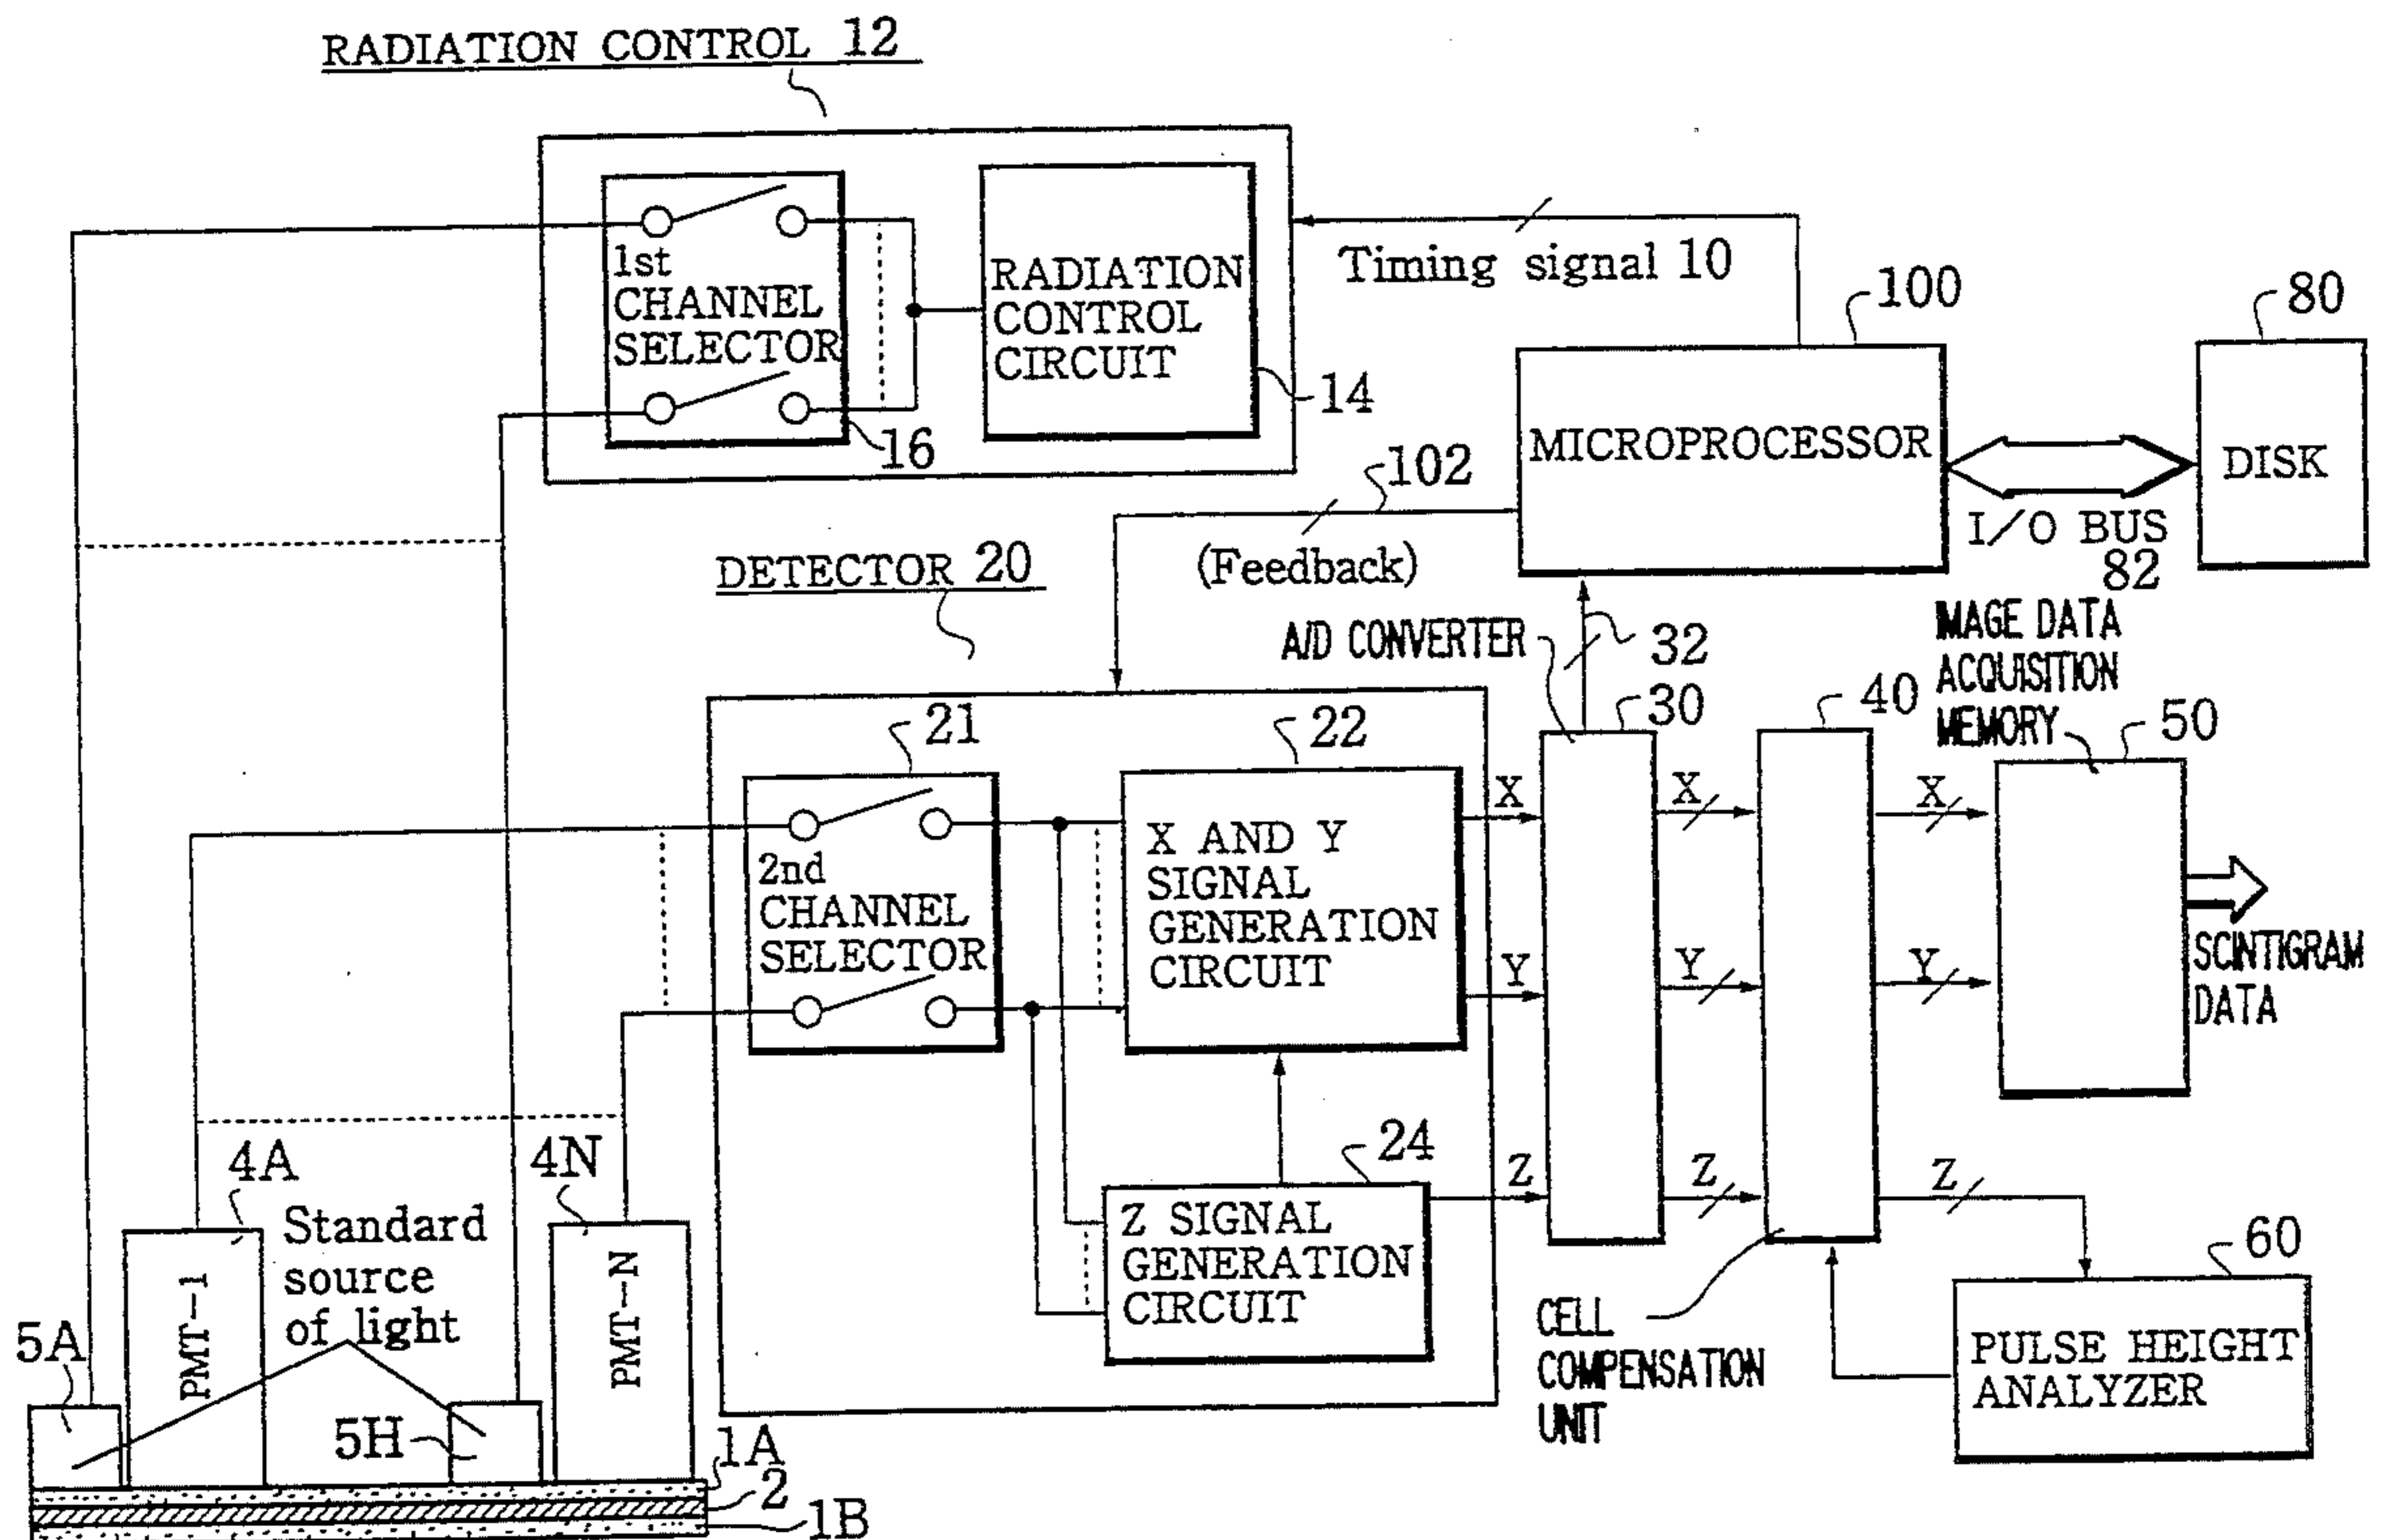 RADIATION CONTROL 12
1st
CHANNEL
SELECTOR
16
RADIATION
CONTROL
CIRCUIT
14
Timing signal 10
100
MICROPROCESSOR
80
DISK
I/O BUS
82
102
(Feedback)
DETECTOR 20
A/D CONVERTER
32
30
40
IMAGE DATA
ACQUISITION
MEMORY
50
21
2nd
CHANNEL
SELECTOR
22
X AND Y
SIGNAL
GENERATION
CIRCUIT
X
Y
X
Y
X
Y
SCINTIGRAM
DATA
24
Z SIGNAL
GENERATION
CIRCUIT
Z
Z
Z
60
PULSE HEIGHT
ANALYZER
CELL
COMPENSATION
UNIT
4A
4N
Standard
source
of light
PMT-1
PMT-N
5A
5H
1A
2
1B